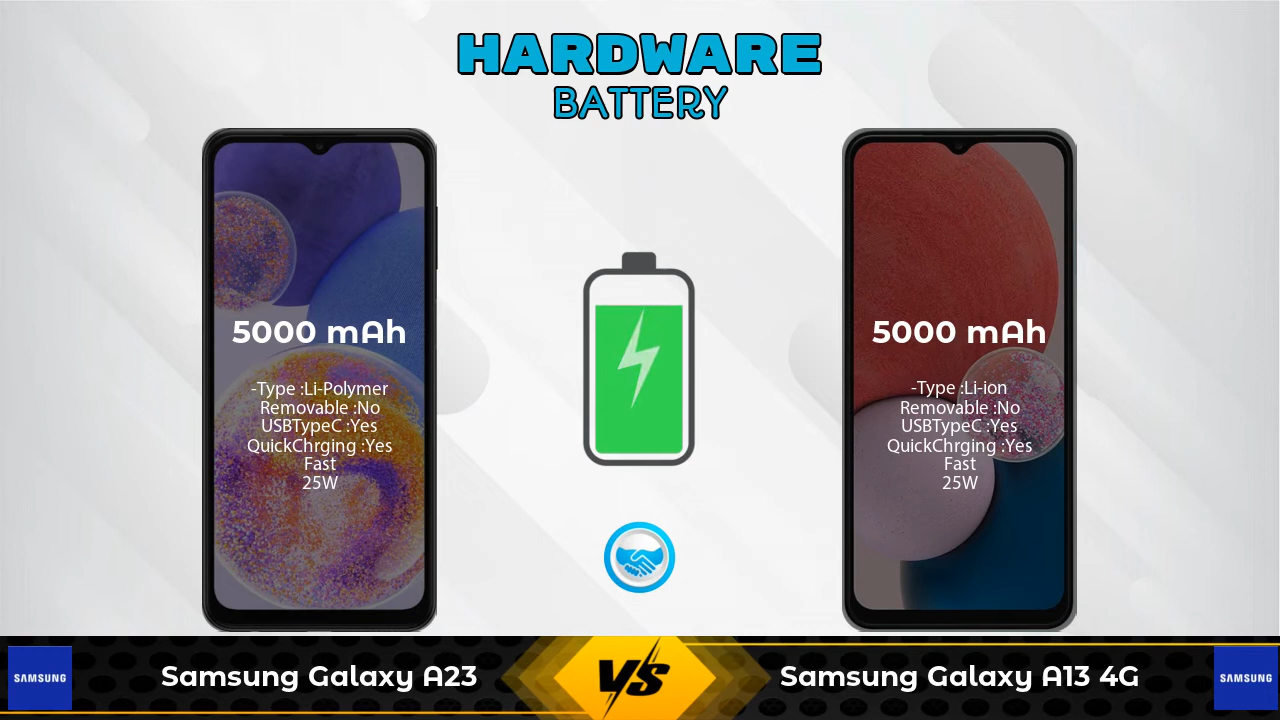 HARDWARE
BATTERY
5000 mAh
-Type :Li-Polymer
Removable :No
USBTypeC :Yes
QuickChrging :Yes
Fast
25W
5000 mAh
-Type :Li-ion
Removable :No
USBTypeC :Yes
QuickChrging :Yes
Fast
25W
SAMSUNG
Samsung Galaxy A23
VS
Samsung Galaxy A13 4G
SAMSUNG